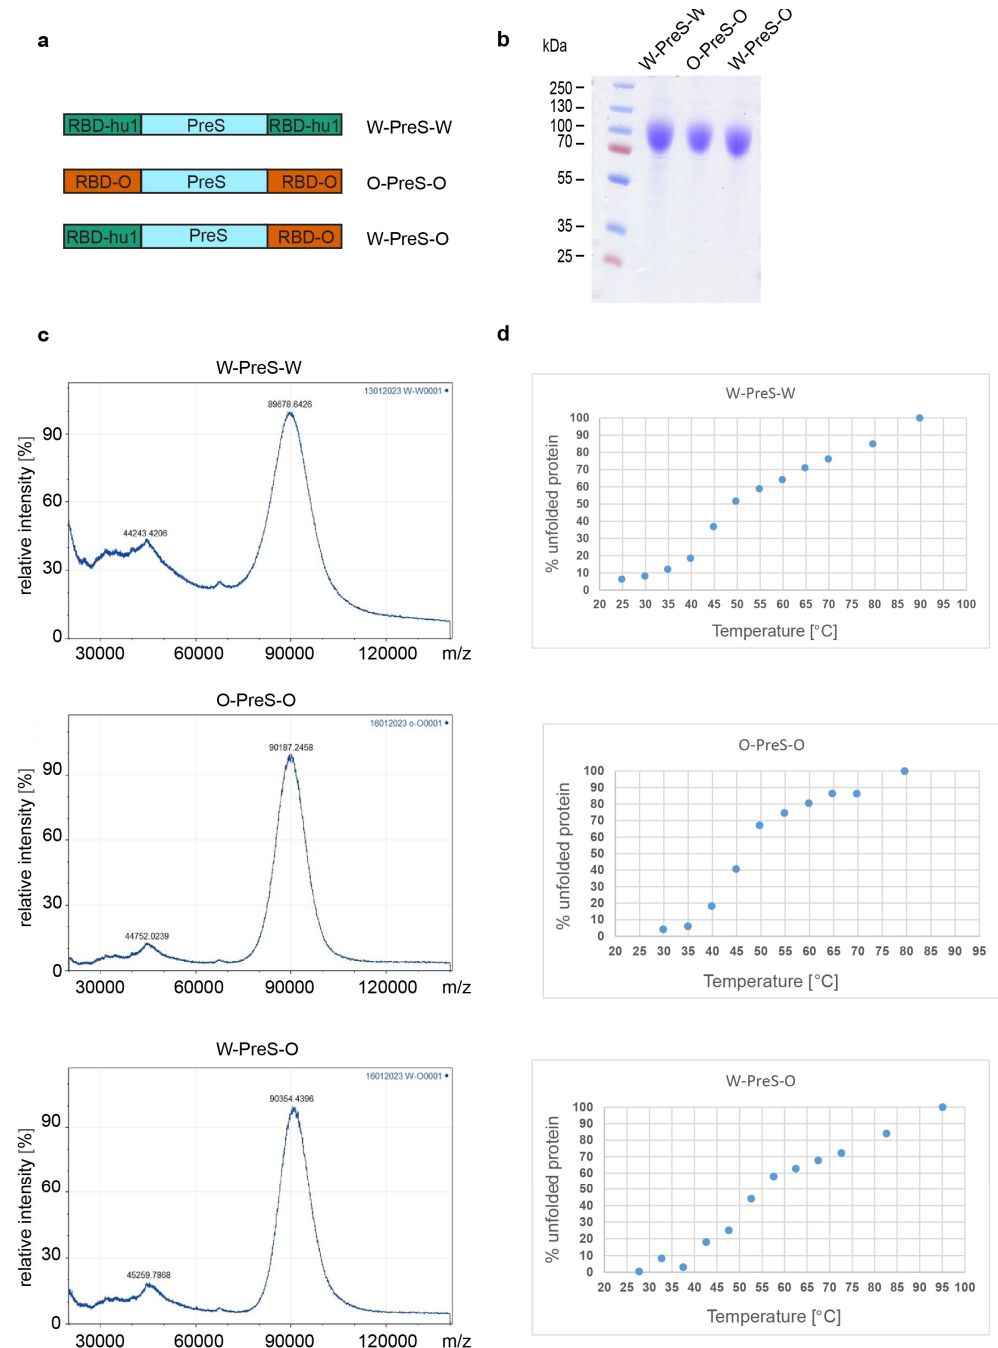 a
RBD-hu1 PreS RBD-hu1 W-PreS-W
RBD-O PreS RBD-O O-PreS-O
RBD-hu1 PreS RBD-O W-PreS-O
b
kDa W-PreS-W O-PreS-O W-PreS-O
250
130
100
70
55
35
25
c
W-PreS-W
13012023 W-W0001
89678.6426
44243.4206
relative intensity [%]
90
60
30
0
30000 60000 90000 120000 m/z
O-PreS-O
16012023 o-O0001
90187.2458
44752.0239
relative intensity [%]
90
60
30
0
30000 60000 90000 120000 m/z
W-PreS-O
16012023 W-O0001
90354.4396
45259.7968
relative intensity [%]
90
60
30
0
30000 60000 90000 120000 m/z
d
W-PreS-W
% unfolded protein
100
90
80
70
60
50
40
30
20
10
0
20 25 30 35 40 45 50 55 60 65 70 75 80 85 90 95 100
Temperature [°C]
O-PreS-O
% unfolded protein
100
90
80
70
60
50
40
30
20
10
0
20 25 30 35 40 45 50 55 60 65 70 75 80 85 90 95
Temperature [°C]
W-PreS-O
% unfolded protein
100
90
80
70
60
50
40
30
20
10
0
20 25 30 35 40 45 50 55 60 65 70 75 80 85 90 95 100
Temperature [°C]